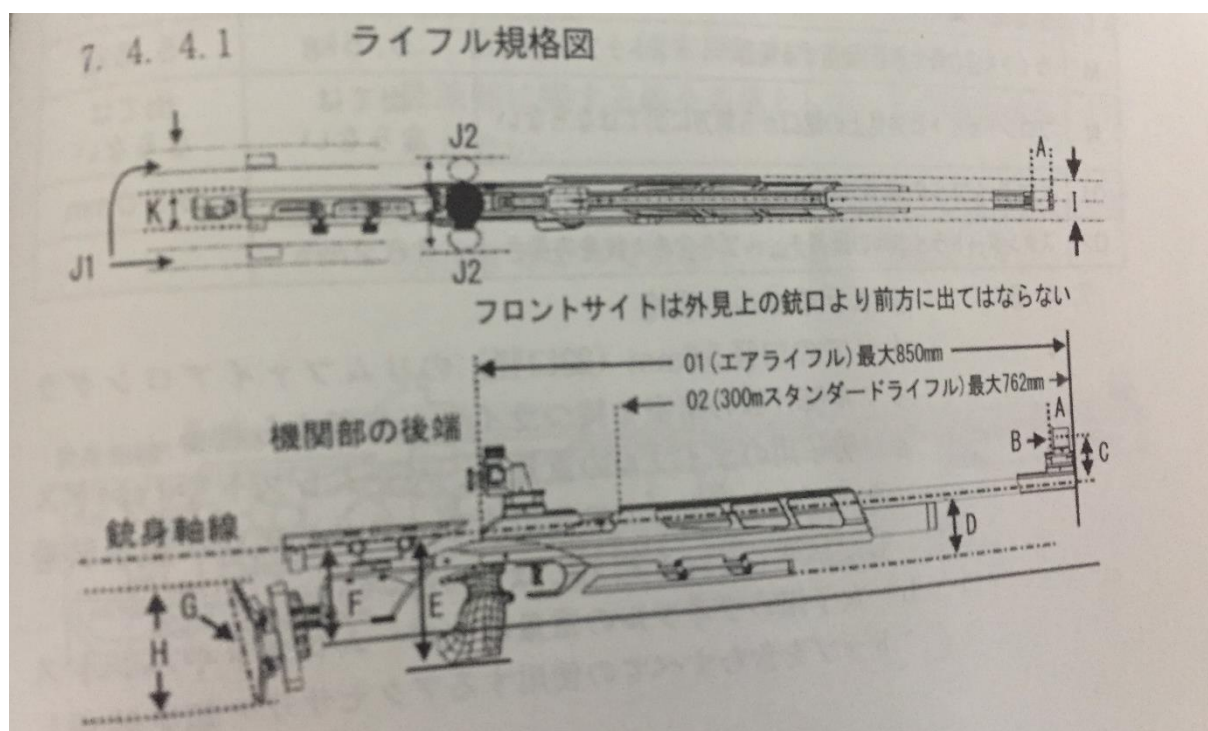 7. 4. 4. 1 ライフル規格図
J2
A
K
I
J1
J2
フロントサイトは外見上の銃口より前方に出てはならない
01(エアライフル)最大850mm
02(300mスタンダードライフル)最大762mm
機関部の後端
A
B
C
銃身軸線
D
G
F
E
H